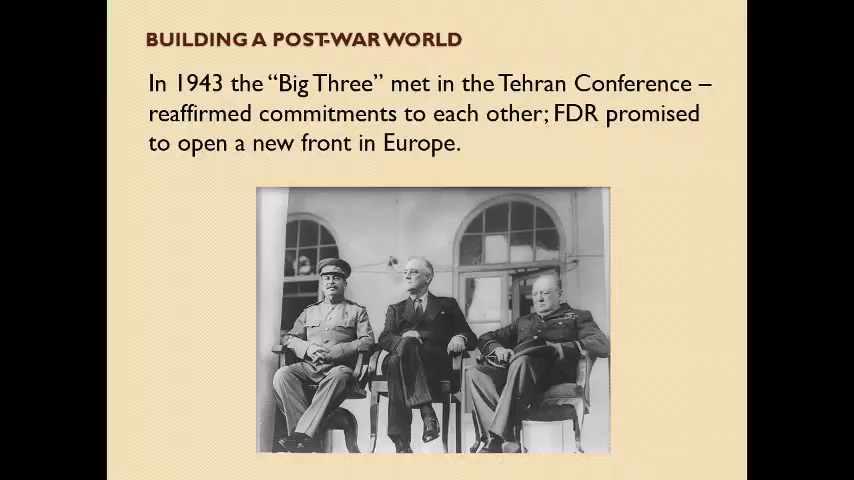 BUILDING A POST-WAR WORLD
In 1943 the “Big Three” met in the Tehran Conference –
reaffirmed commitments to each other; FDR promised
to open a new front in Europe.